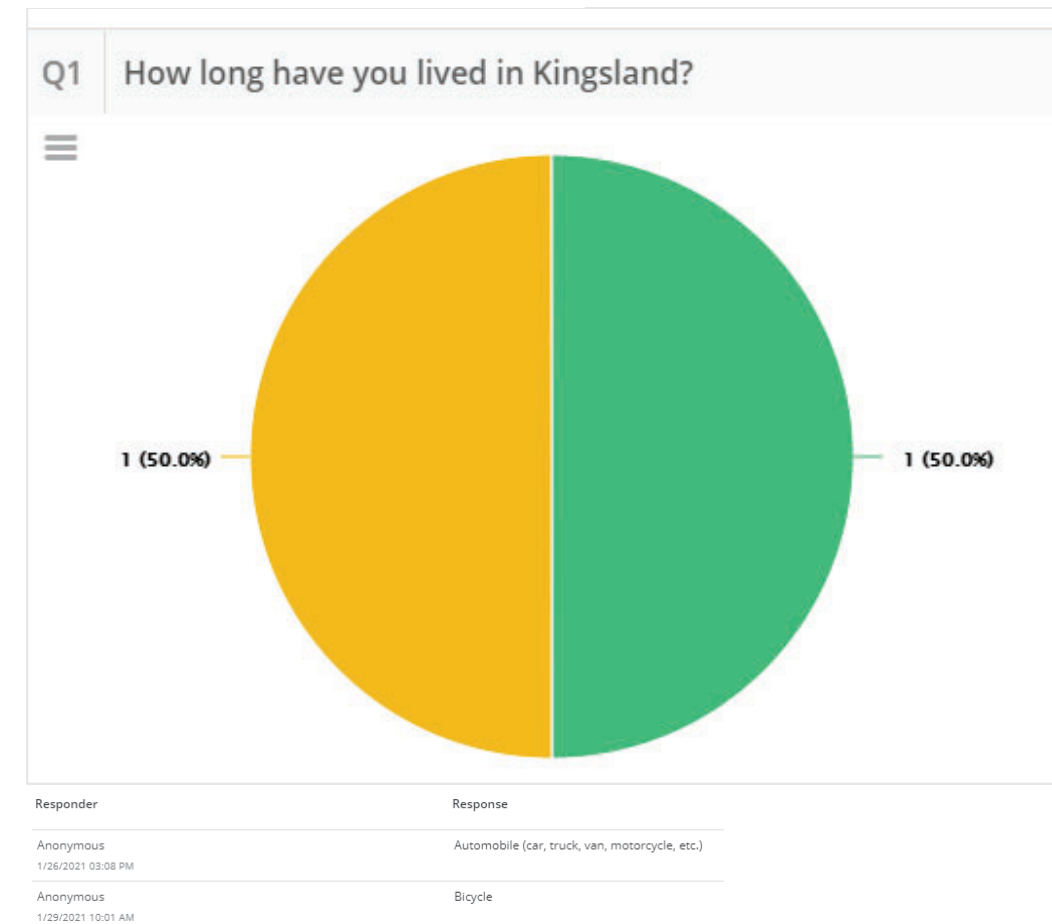 Q1 How long have you lived in Kingsland?
1 (50.0%) 1 (50.0%)
Responder Response
Anonymous Automobile (car, truck, van, motorcycle, etc.)
1/26/2021 03:08 PM
Anonymous Bicycle
1/29/2021 10:01 AM